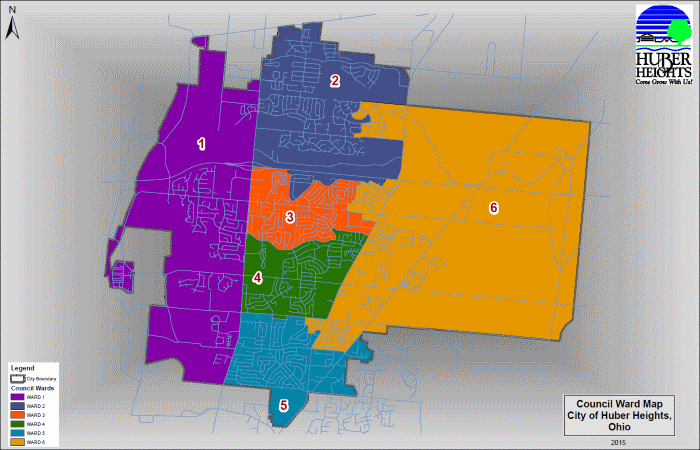 N
HUBER
HEIGHTS
Come Grow With Us!
2
1
6
3
4
5
Legend
City Boundary
Council Wards
WARD 1
WARD 2
WARD 3
WARD 4
WARD 5
WARD 6
Council Ward Map
City of Huber Heights,
Ohio
2015